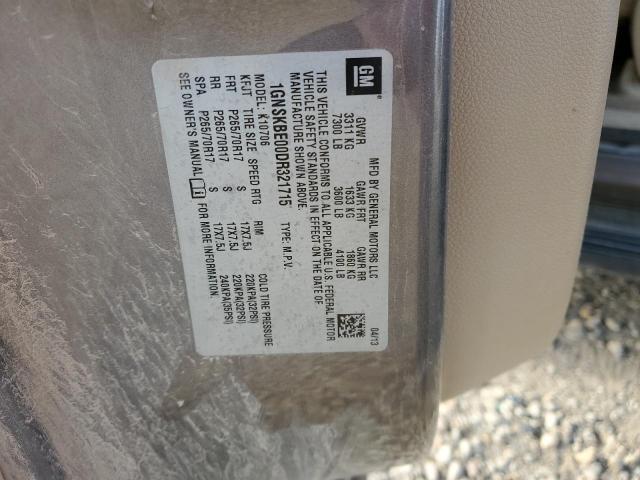 GM
MFD BY GENERAL MOTORS LLC 04/13
GVWR GAWR FRT GAWR RR
3311 KG 1633 KG 1860 KG
7300 LB 3600 LB 4100 LB
THIS VEHICLE CONFORMS TO ALL APPLICABLE U.S. FEDERAL MOTOR
VEHICLE SAFETY STANDARDS IN EFFECT ON THE DATE OF
MANUFACTURE SHOWN ABOVE.
1GNSKBE00DR321715 TYPE: M.P.V.
MODEL: K10706
KFJT TIRE SIZE SPEED RTG RIM COLD TIRE PRESSURE
FRT P265/70R17 S 17X7.5J 220KPA(32PSI)
RR P265/70R17 S 17X7.5J 220KPA(32PSI)
SPA P265/70R17 S 17X7.5J 240KPA(35PSI)
SEE OWNER'S MANUAL FOR MORE INFORMATION.